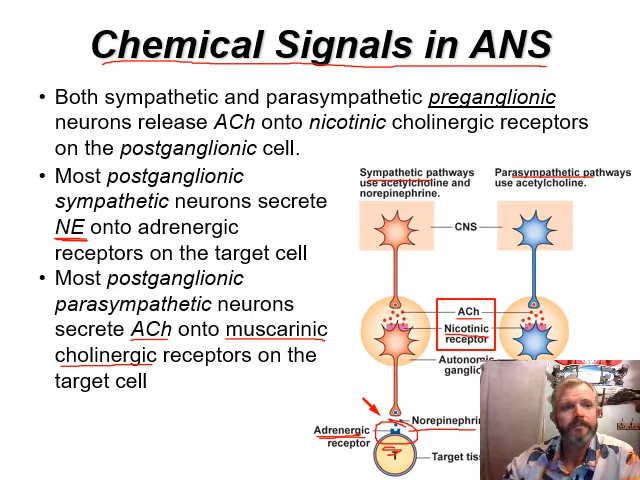 Chemical Signals in ANS
• Both sympathetic and parasympathetic preganglionic
neurons release ACh onto nicotinic cholinergic receptors
on the postganglionic cell.
• Most postganglionic
sympathetic neurons secrete
NE onto adrenergic
receptors on the target cell
• Most postganglionic
parasympathetic neurons
secrete ACh onto muscarinic
cholinergic receptors on the
target cell
Sympathetic pathways
use acetylcholine and
norepinephrine.
Parasympathetic pathways
use acetylcholine.
CNS
ACh
Nicotinic
receptor
Autonomic
gangli
Norepinephrin
Adrenergic
receptor
T
Target tiss